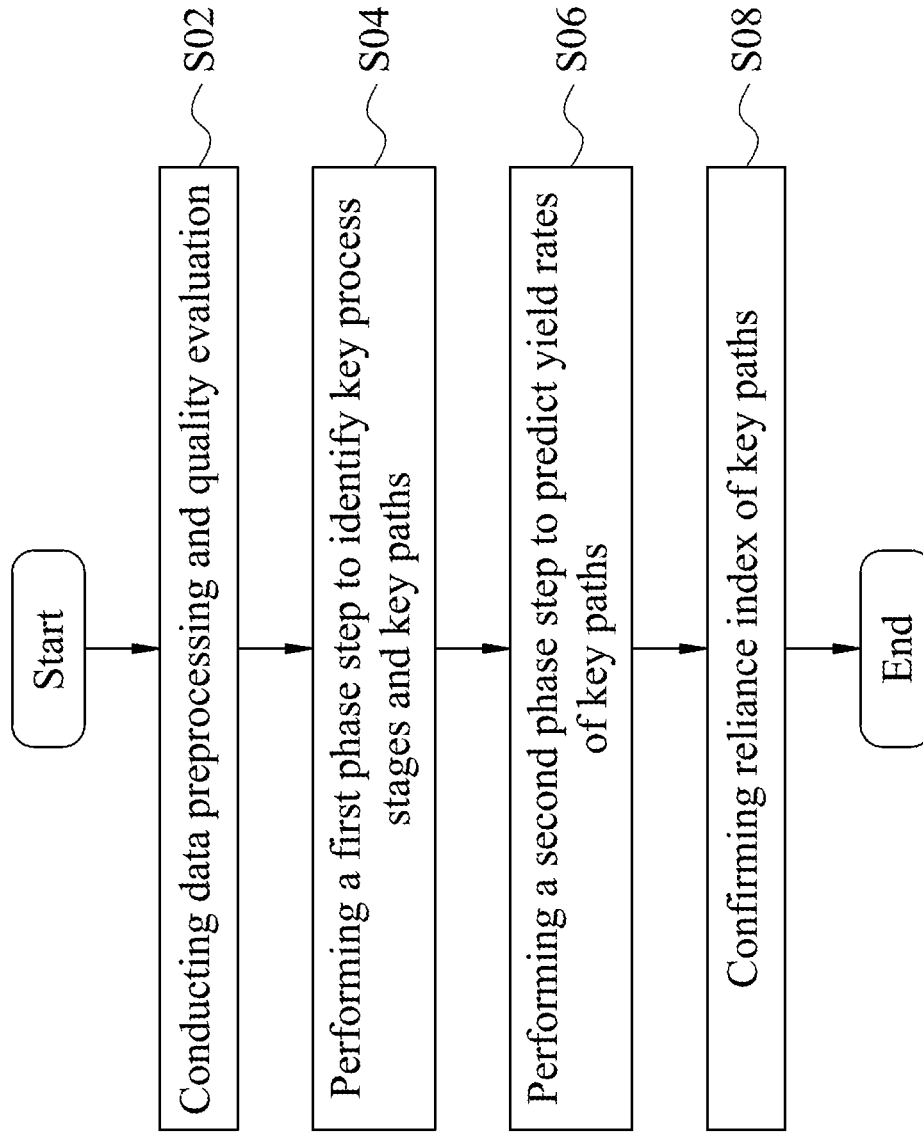 Start
Conducting data preprocessing and quality evaluation
S02
Performing a first phase step to identify key process
stages and key paths
S04
Performing a second phase step to predict yield rates
of key paths
S06
Confirming reliance index of key paths
S08
End